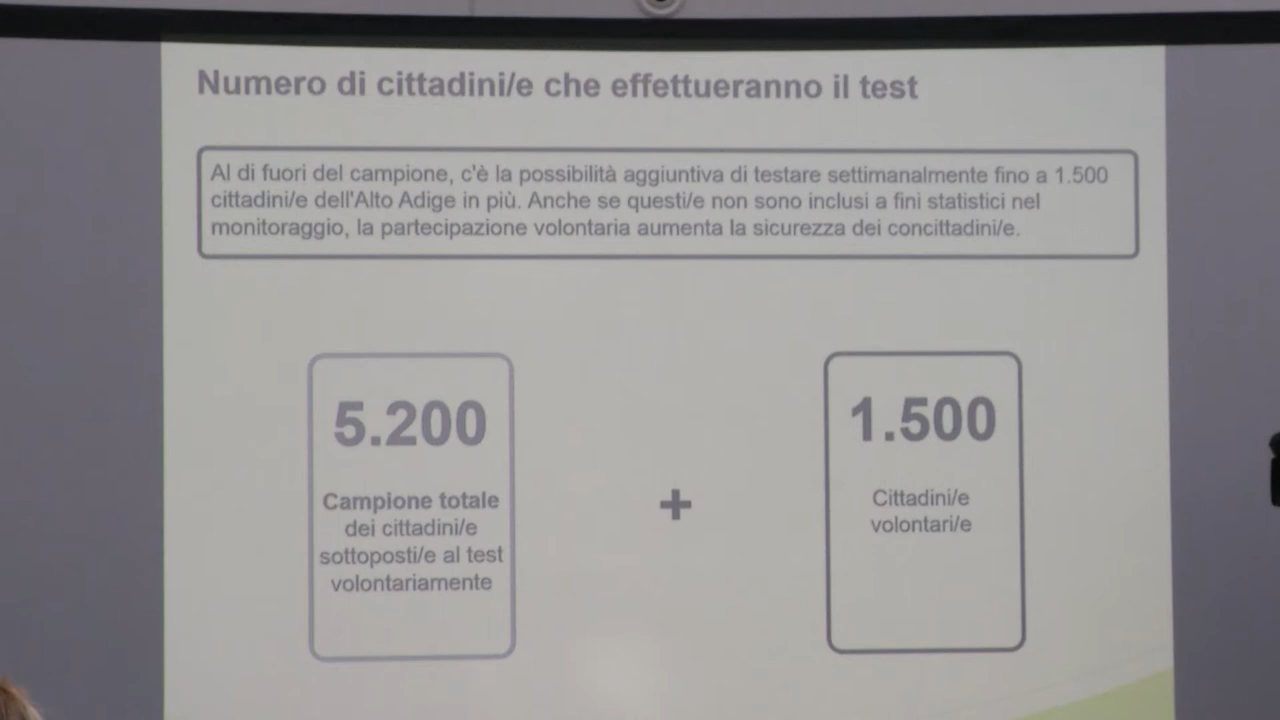 Numero di cittadini/e che effettueranno il test
Al di fuori del campione, c'è la possibilità aggiuntiva di testare settimanalmente fino a 1.500
cittadini/e dell'Alto Adige in più. Anche se questi/e non sono inclusi a fini statistici nel
monitoraggio, la partecipazione volontaria aumenta la sicurezza dei concittadini/e.
5.200
Campione totale
dei cittadini/e
sottoposti/e al test
volontariamente
+
1.500
Cittadini/e
volontari/e